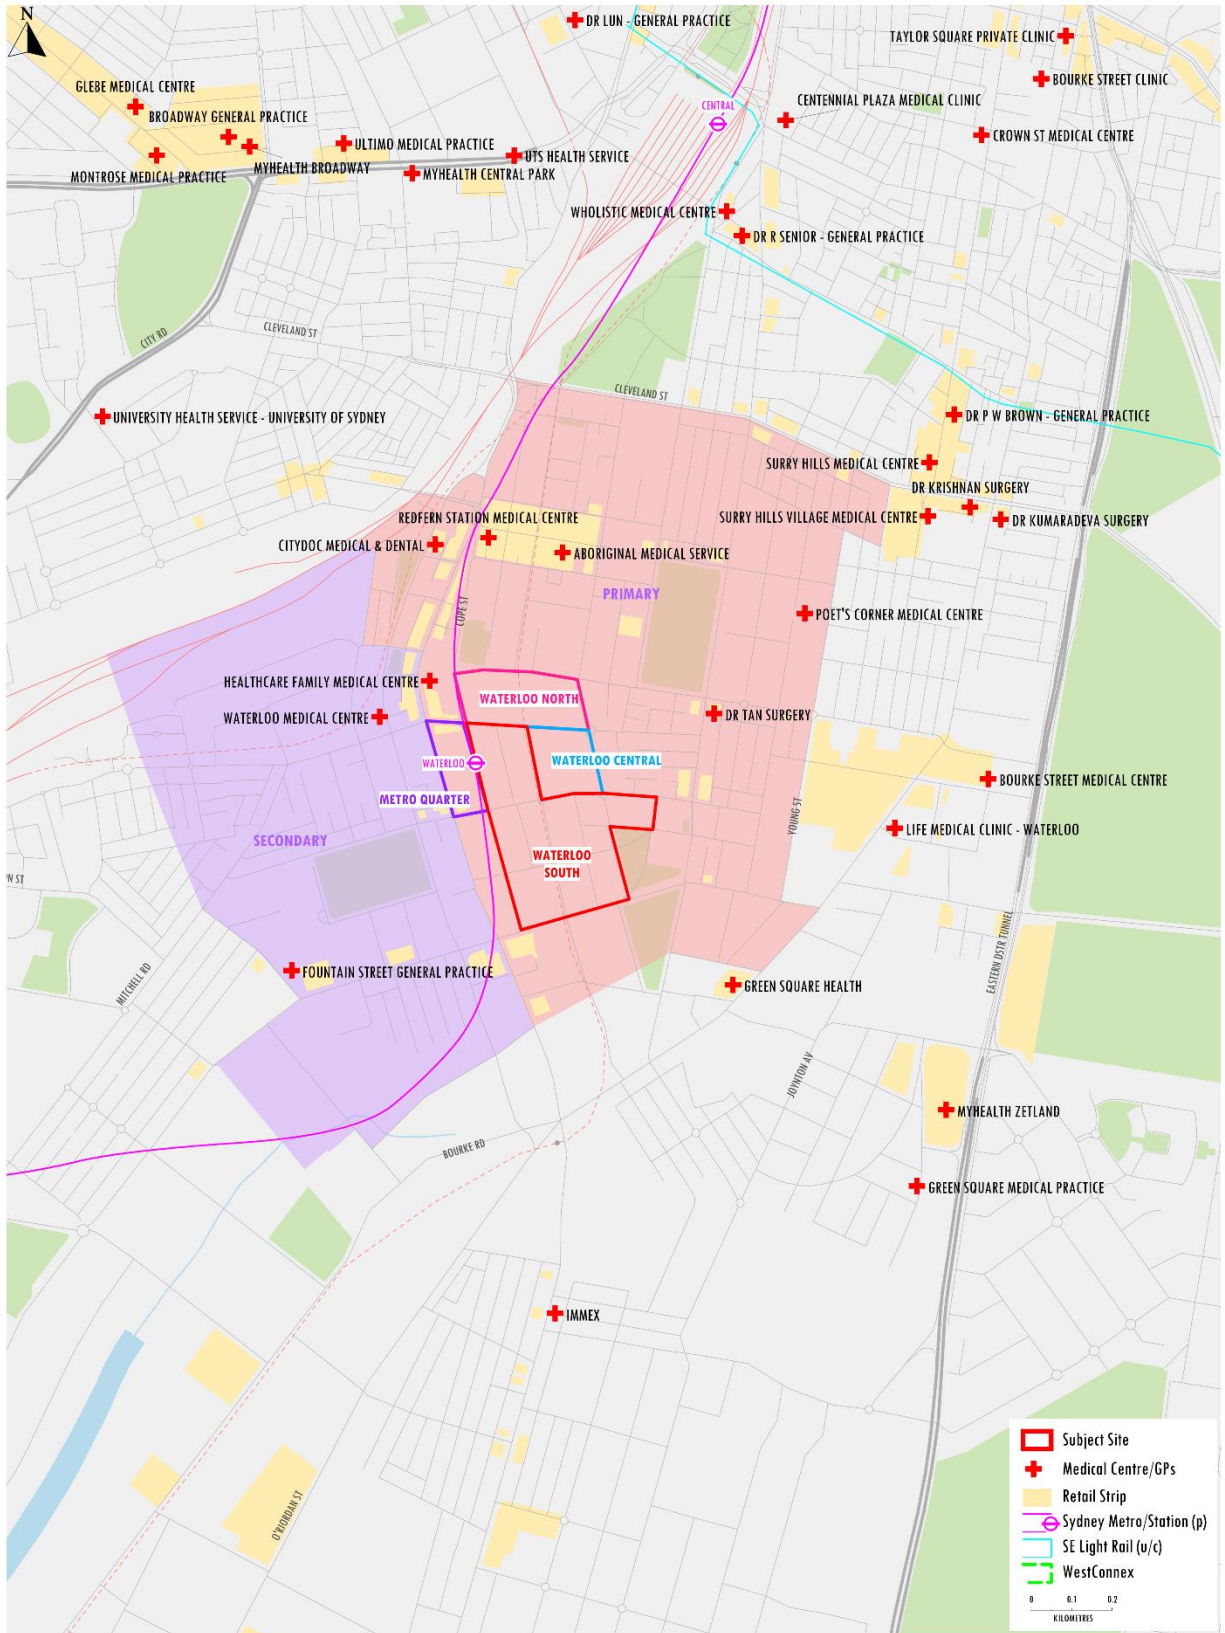 N
DR LUN - GENERAL PRACTICE
TAYLOR SQUARE PRIVATE CLINIC
BOURKE STREET CLINIC
GLEBE MEDICAL CENTRE
CENTRAL
CENTENNIAL PLAZA MEDICAL CLINIC
BROADWAY GENERAL PRACTICE
CROWN ST MEDICAL CENTRE
ULTIMO MEDICAL PRACTICE
UTS HEALTH SERVICE
MONTROSE MEDICAL PRACTICE
MYHEALTH BROADWAY
MYHEALTH CENTRAL PARK
WHOLISTIC MEDICAL CENTRE
DR R SENIOR - GENERAL PRACTICE
CITY RD
CLEVELAND ST
CLEVELAND ST
UNIVERSITY HEALTH SERVICE - UNIVERSITY OF SYDNEY
DR P W BROWN - GENERAL PRACTICE
SURRY HILLS MEDICAL CENTRE
DR KRISHNAN SURGERY
REDFERN STATION MEDICAL CENTRE
SURRY HILLS VILLAGE MEDICAL CENTRE
DR KUMARADEVA SURGERY
CITYDOC MEDICAL & DENTAL
ABORIGINAL MEDICAL SERVICE
PRIMARY
COPE ST
POET'S CORNER MEDICAL CENTRE
HEALTHCARE FAMILY MEDICAL CENTRE
WATERLOO NORTH
WATERLOO MEDICAL CENTRE
DR TAN SURGERY
WATERLOO
WATERLOO CENTRAL
BOURKE STREET MEDICAL CENTRE
METRO QUARTER
YOUNG ST
LIFE MEDICAL CLINIC - WATERLOO
SECONDARY
WATERLOO
SOUTH
WN ST
EASTERN DSTR TUNNEL
FOUNTAIN STREET GENERAL PRACTICE
MITCHELL RD
GREEN SQUARE HEALTH
JOYNTON AV
MYHEALTH ZETLAND
BOURKE RD
GREEN SQUARE MEDICAL PRACTICE
IMMEX
O'RIORDAN ST
Subject Site
Medical Centre/GPs
Retail Strip
Sydney Metro/Station (p)
SE Light Rail (u/c)
WestConnex
0 0.1 0.2
KILOMETRES